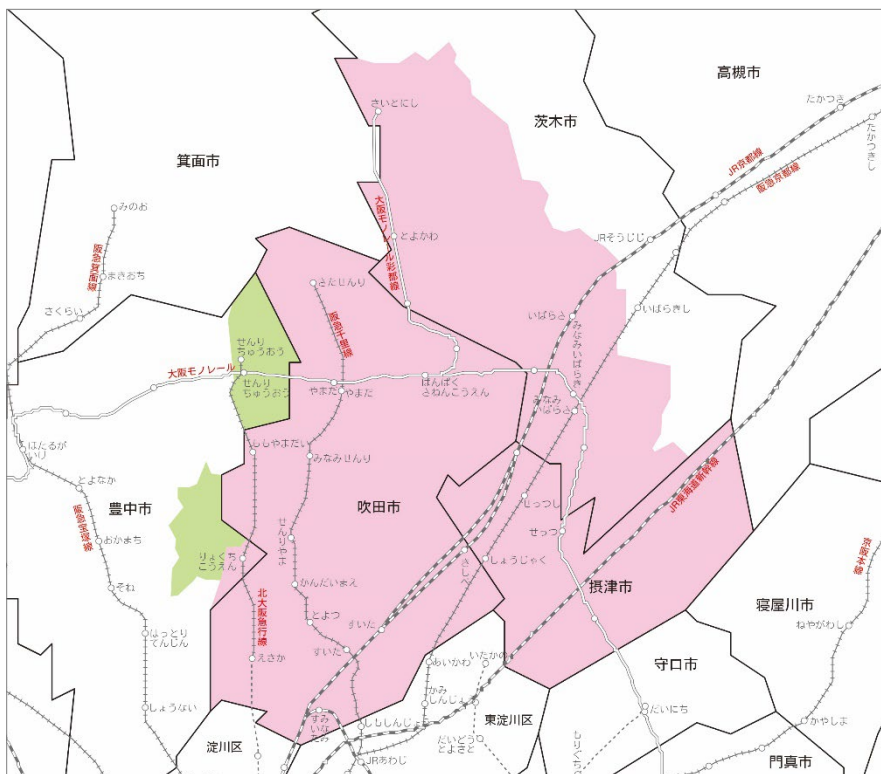 高槻市
茨木市
たかつき
たかつきし
JR京都線
阪急京都線
さいとにし
箕面市
みのお
大阪モノレール彩都線
とよかわ
JRそうじじ
阪急箕面線
まきおち
さくらい
きたせんり
阪急千里線
いばらき
いばらきし
みなみいばらき
せんり
ちゅうおう
大阪モノレール
せんり
ちゅうおう
やまだ
やまだ
ばんぱく
きねんこうえん
みなみ
いばらき
ほたるが
いけ
ももやまだい
みなみせんり
とよなか
豊中市
吹田市
せっつし
JR東海道新幹線
阪急宝塚線
おかまち
せんりやま
せっつ
京阪本線
りょくち
こうえん
きしべ
しょうじゃく
そね
かんだいまえ
摂津市
北大阪急行線
とよつ
すいた
寝屋川市
はっとり
てんじん
すいた
ねやがわし
えさか
あいかわ
いたかの
守口市
しょうない
かみ
しんじょ
すいた
しもしんじょ
東淀川区
だいにち
淀川区
だいどう
とよさと
かやしま
JRあわじ
門真市